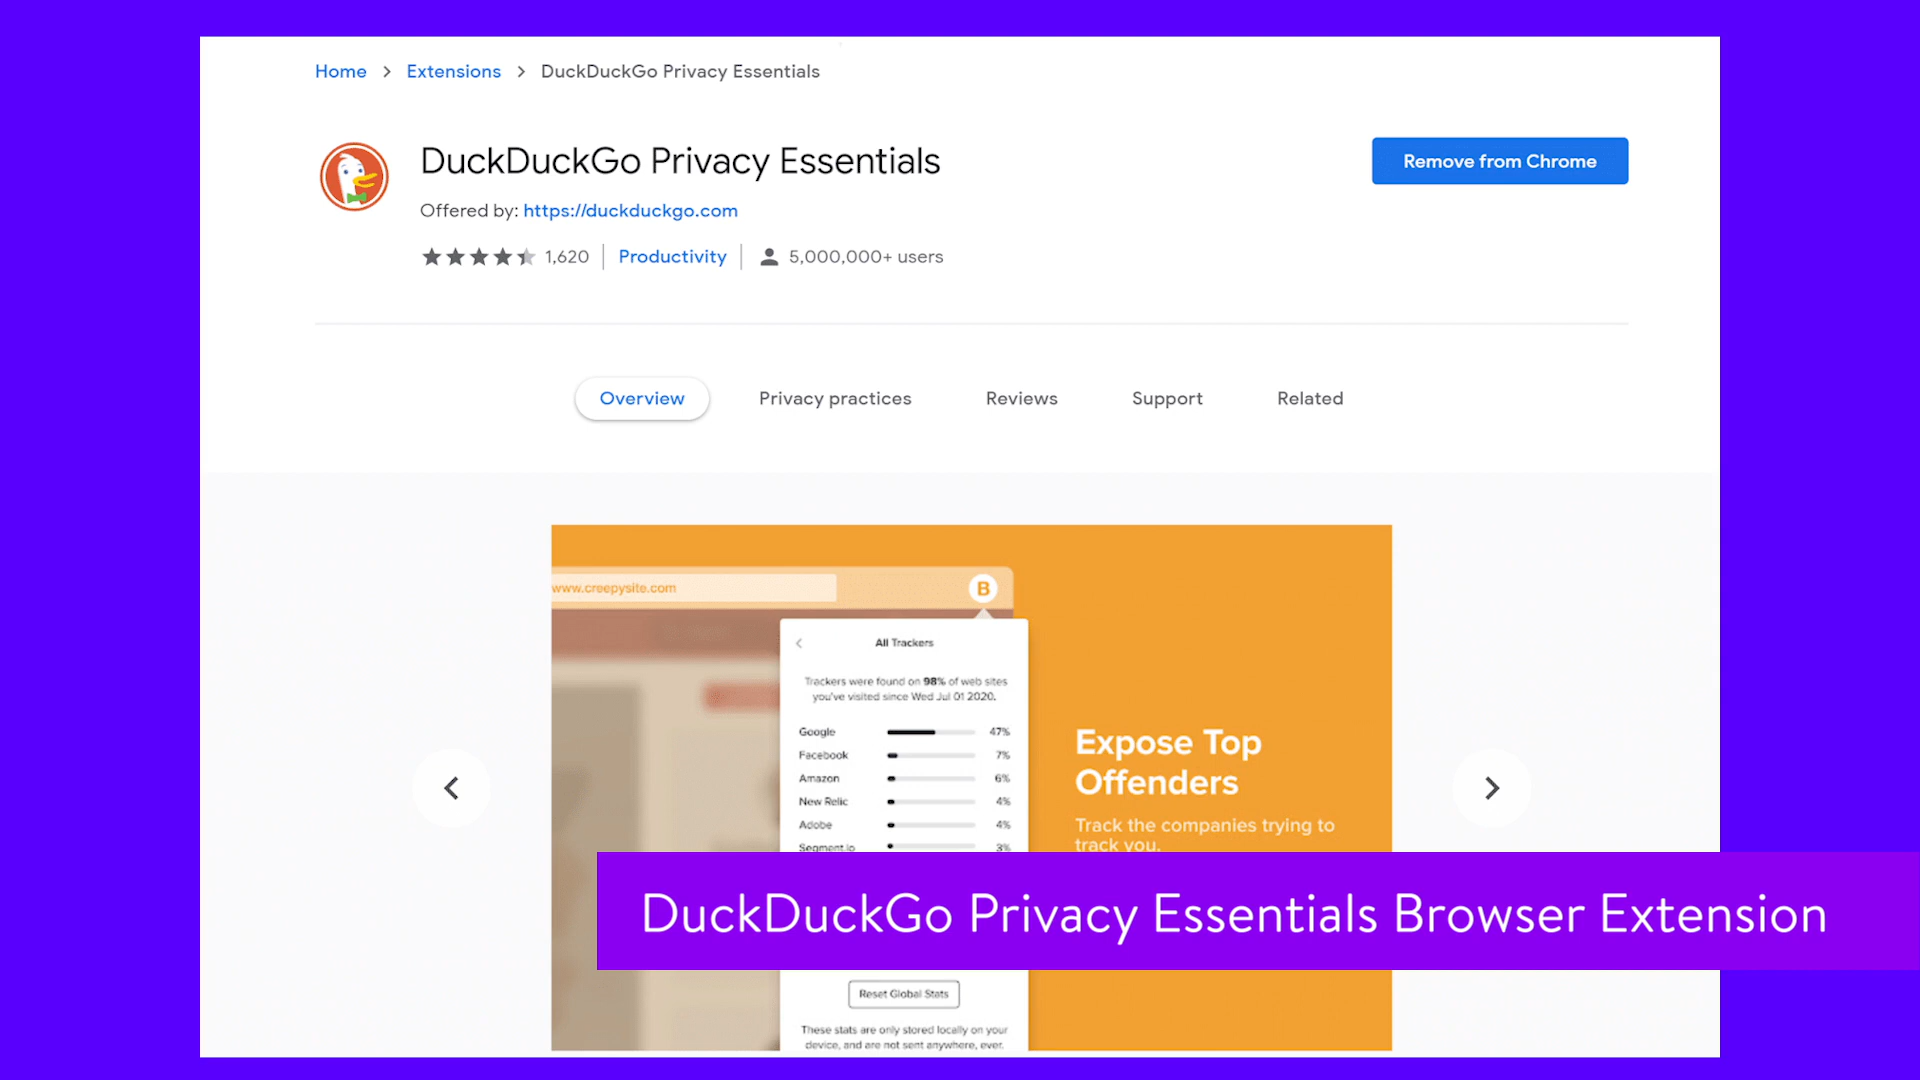 Home > Extensions > DuckDuckGo Privacy Essentials
DuckDuckGo Privacy Essentials
Remove from Chrome
Offered by: https://duckduckgo.com
1,620 | Productivity | 5,000,000+ users
Overview
Privacy practices
Reviews
Support
Related
www.creepysite.com
B
All Trackers
Trackers were found on 98% of web sites
you've visited since Wed Jul 01 2020.
Google 47%
Facebook 7%
Amazon 6%
New Relic 4%
Adobe 4%
Segment.io 3%
Expose Top
Offenders
Track the companies trying to
track you.
DuckDuckGo Privacy Essentials Browser Extension
Reset Global Stats
These stats are only stored locally on your
device, and are not sent anywhere, ever.